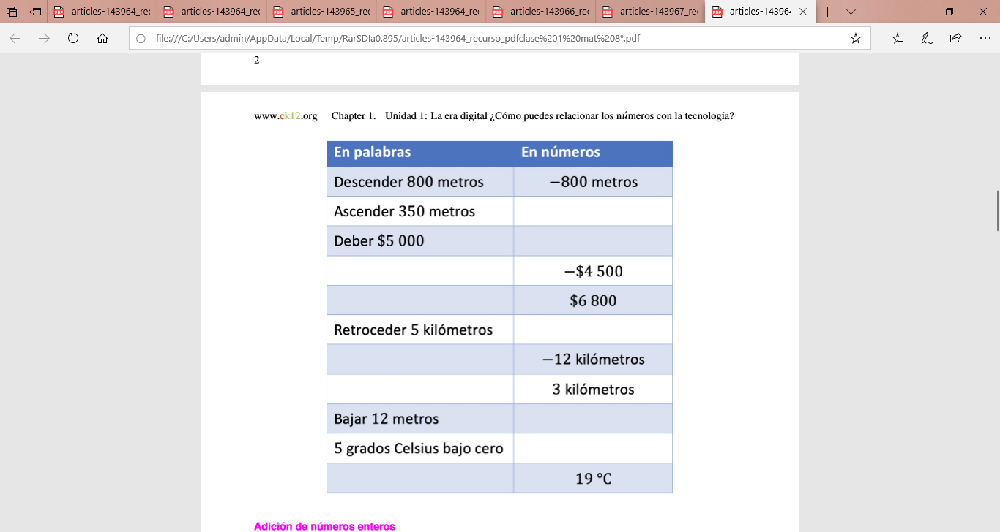 articles-143964_rec articles-143964_rec articles-143965_rec articles-143964_rec articles-143966_rec articles-143967_rec articles-14396
file:///C:/Users/admin/AppData/Local/Temp/Rar$DIa0.895/articles-143964_recurso_pdfclase%201%20mat%208°.pdf
2
www.ck12.org Chapter 1. Unidad 1: La era digital ¿Cómo puedes relacionar los números con la tecnología?
En palabras En números
Descender 800 metros −800 metros
Ascender 350 metros
Deber $5 000
−$4 500
$6 800
Retroceder 5 kilómetros
−12 kilómetros
3 kilómetros
Bajar 12 metros
5 grados Celsius bajo cero
19 °C
Adición de números enteros